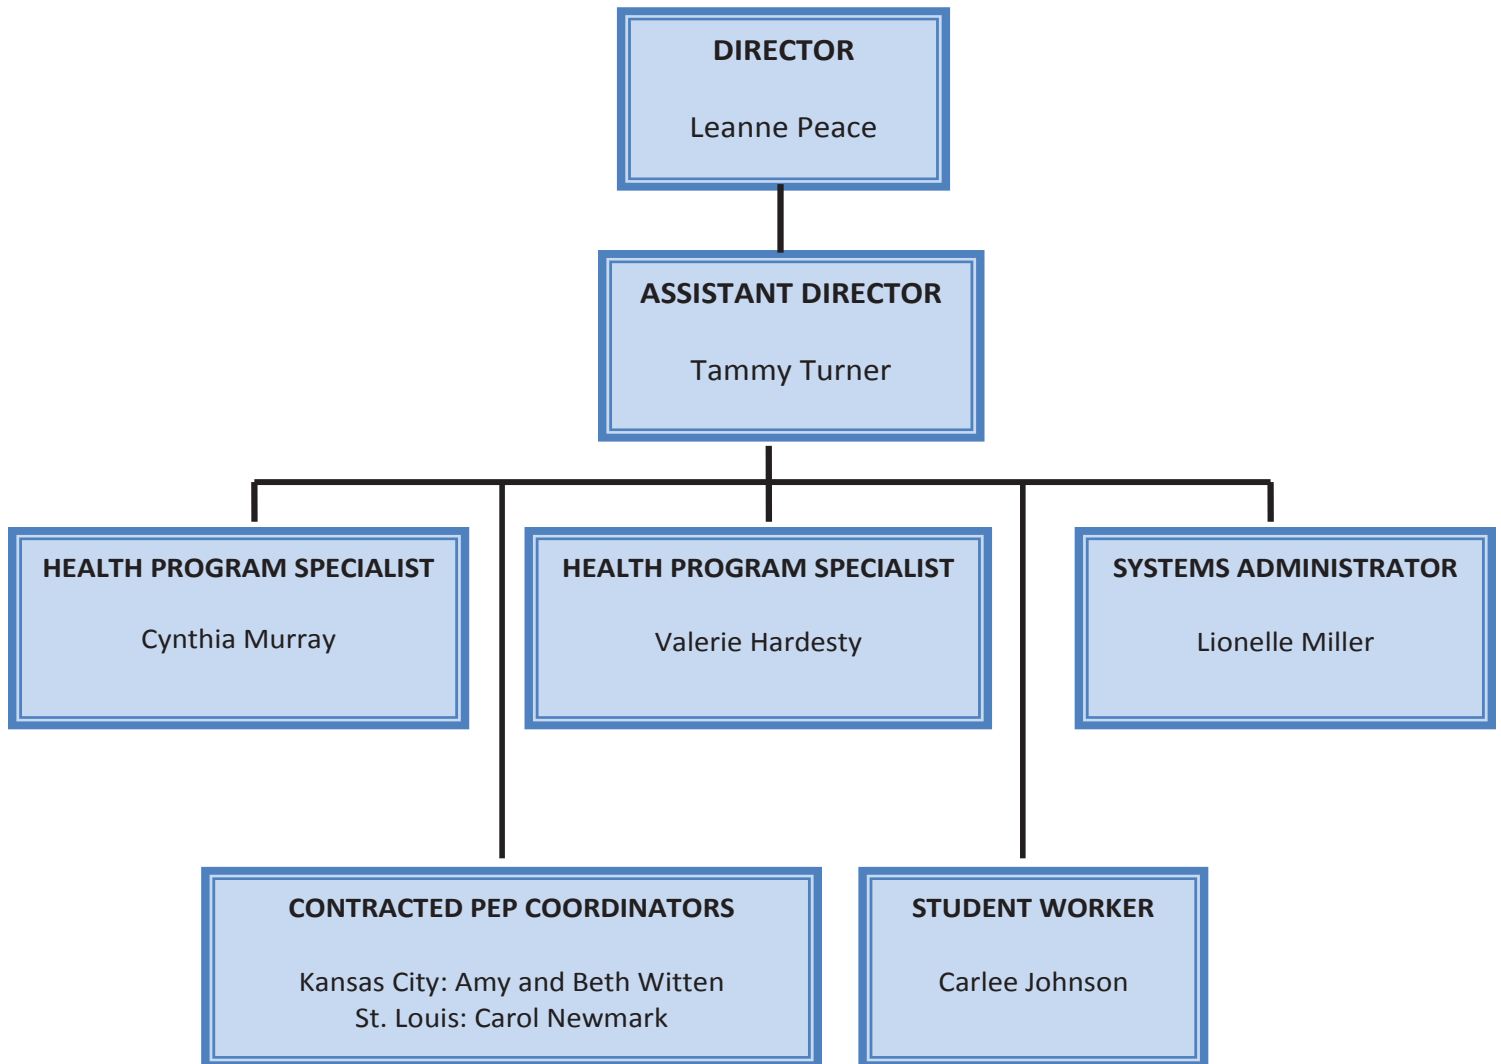 DIRECTOR
Leanne Peace
ASSISTANT DIRECTOR
Tammy Turner
HEALTH PROGRAM SPECIALIST
Cynthia Murray
HEALTH PROGRAM SPECIALIST
Valerie Hardesty
SYSTEMS ADMINISTRATOR
Lionelle Miller
CONTRACTED PEP COORDINATORS
Kansas City: Amy and Beth Witten
St. Louis: Carol Newmark
STUDENT WORKER
Carlee Johnson